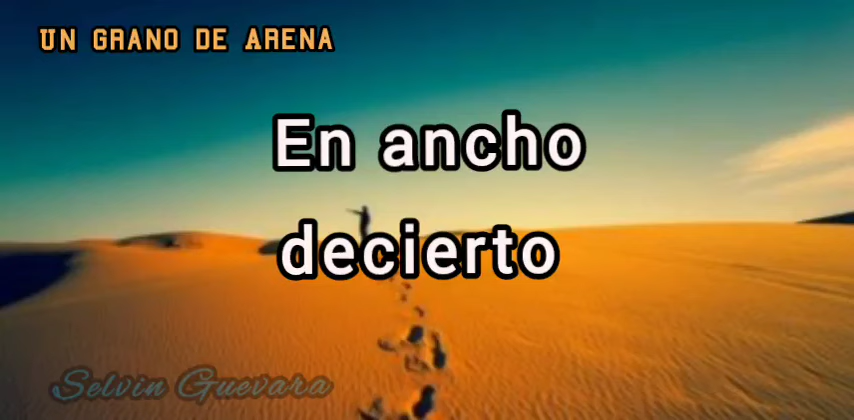 Un grano de Arena
En ancho
decierto
Selvin Guevara